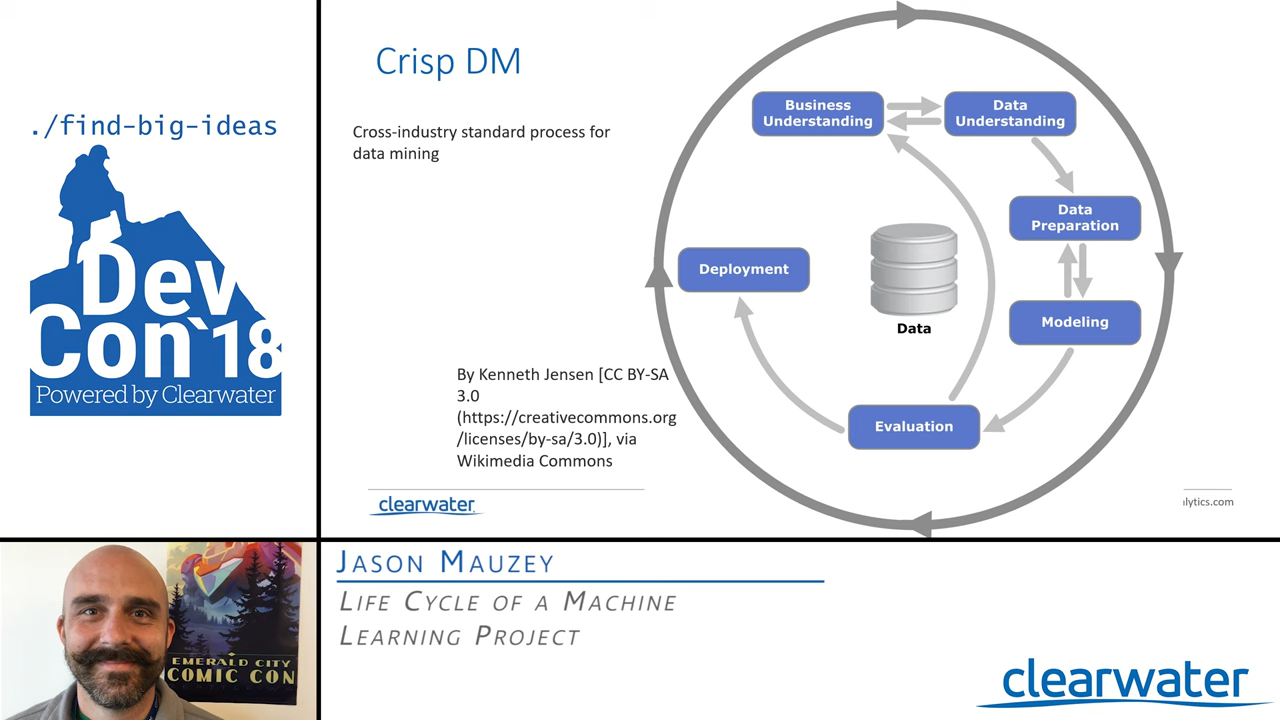 ./find-big-ideas
Dev
Con`18
Powered by Clearwater
Crisp DM
Cross-industry standard process for
data mining
Business
Understanding
Data
Understanding
Data
Preparation
Deployment
Data
Modeling
Evaluation
By Kenneth Jensen [CC BY-SA
3.0
(https://creativecommons.org
/licenses/by-sa/3.0)], via
Wikimedia Commons
clearwater
lytics.com
EMERALD CITY
COMIC CON
JASON MAUZEY
LIFE CYCLE OF A MACHINE
LEARNING PROJECT
clearwater